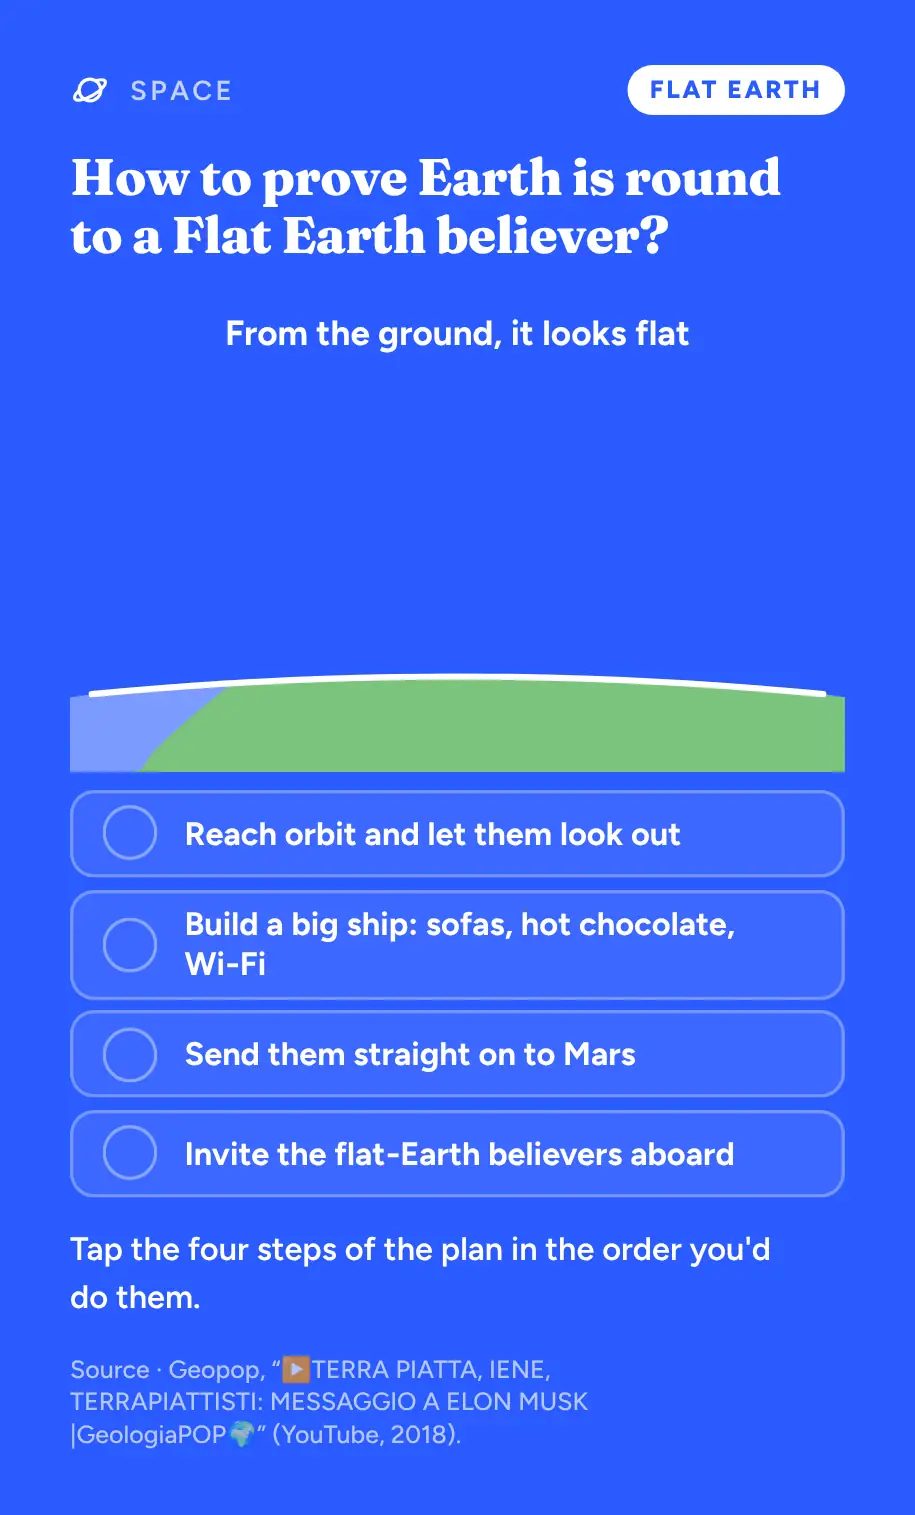 SPACE
FLAT EARTH
How to prove Earth is round
to a Flat Earth believer?
From the ground, it looks flat
Reach orbit and let them look out
Build a big ship: sofas, hot chocolate,
Wi-Fi
Send them straight on to Mars
Invite the flat-Earth believers aboard
Tap the four steps of the plan in the order you'd
do them.
Source · Geopop, “▶️TERRA PIATTA, IENE,
TERRAPIATTISTI: MESSAGGIO A ELON MUSK
|GeologiaPOP🌍” (YouTube, 2018).